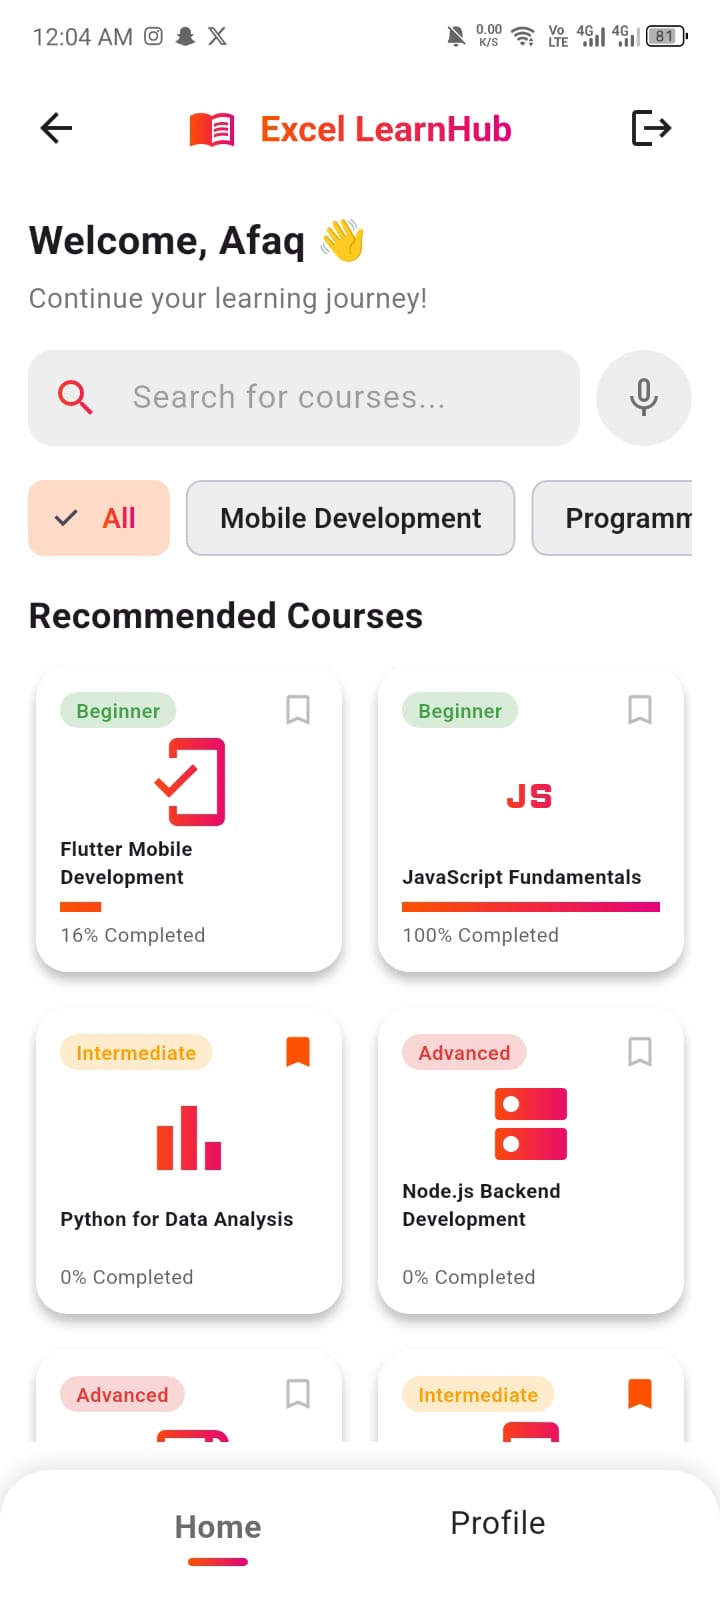 12:04 AM 0.00 K/S Vo LTE 4G 4G 81
Excel LearnHub
Welcome, Afaq 👋
Continue your learning journey!
Search for courses...
All Mobile Development Programm
Recommended Courses
Beginner
Flutter Mobile
Development
16% Completed
Beginner
JS
JavaScript Fundamentals
100% Completed
Intermediate
Python for Data Analysis
0% Completed
Advanced
Node.js Backend
Development
0% Completed
Advanced
Intermediate
Home Profile